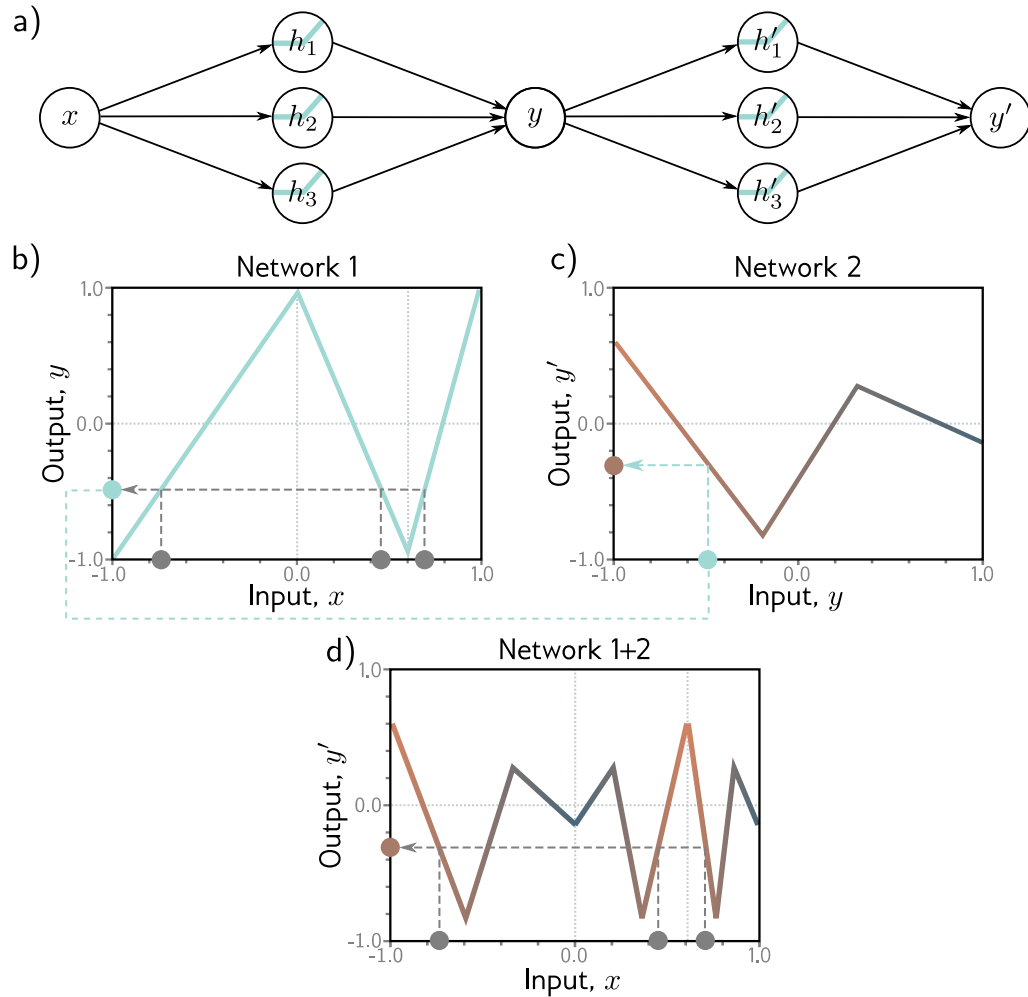 a)
h₁ h′₁
x h₂ y h′₂ y′
h₃ h′₃
b) Network 1
1.0
Output, y
0.0
-1.0
-1.0 0.0 1.0
Input, x
c) Network 2
1.0
Output, y′
0.0
-1.0
-1.0 0.0 1.0
Input, y
d) Network 1+2
1.0
Output, y′
0.0
-1.0
-1.0 0.0 1.0
Input, x